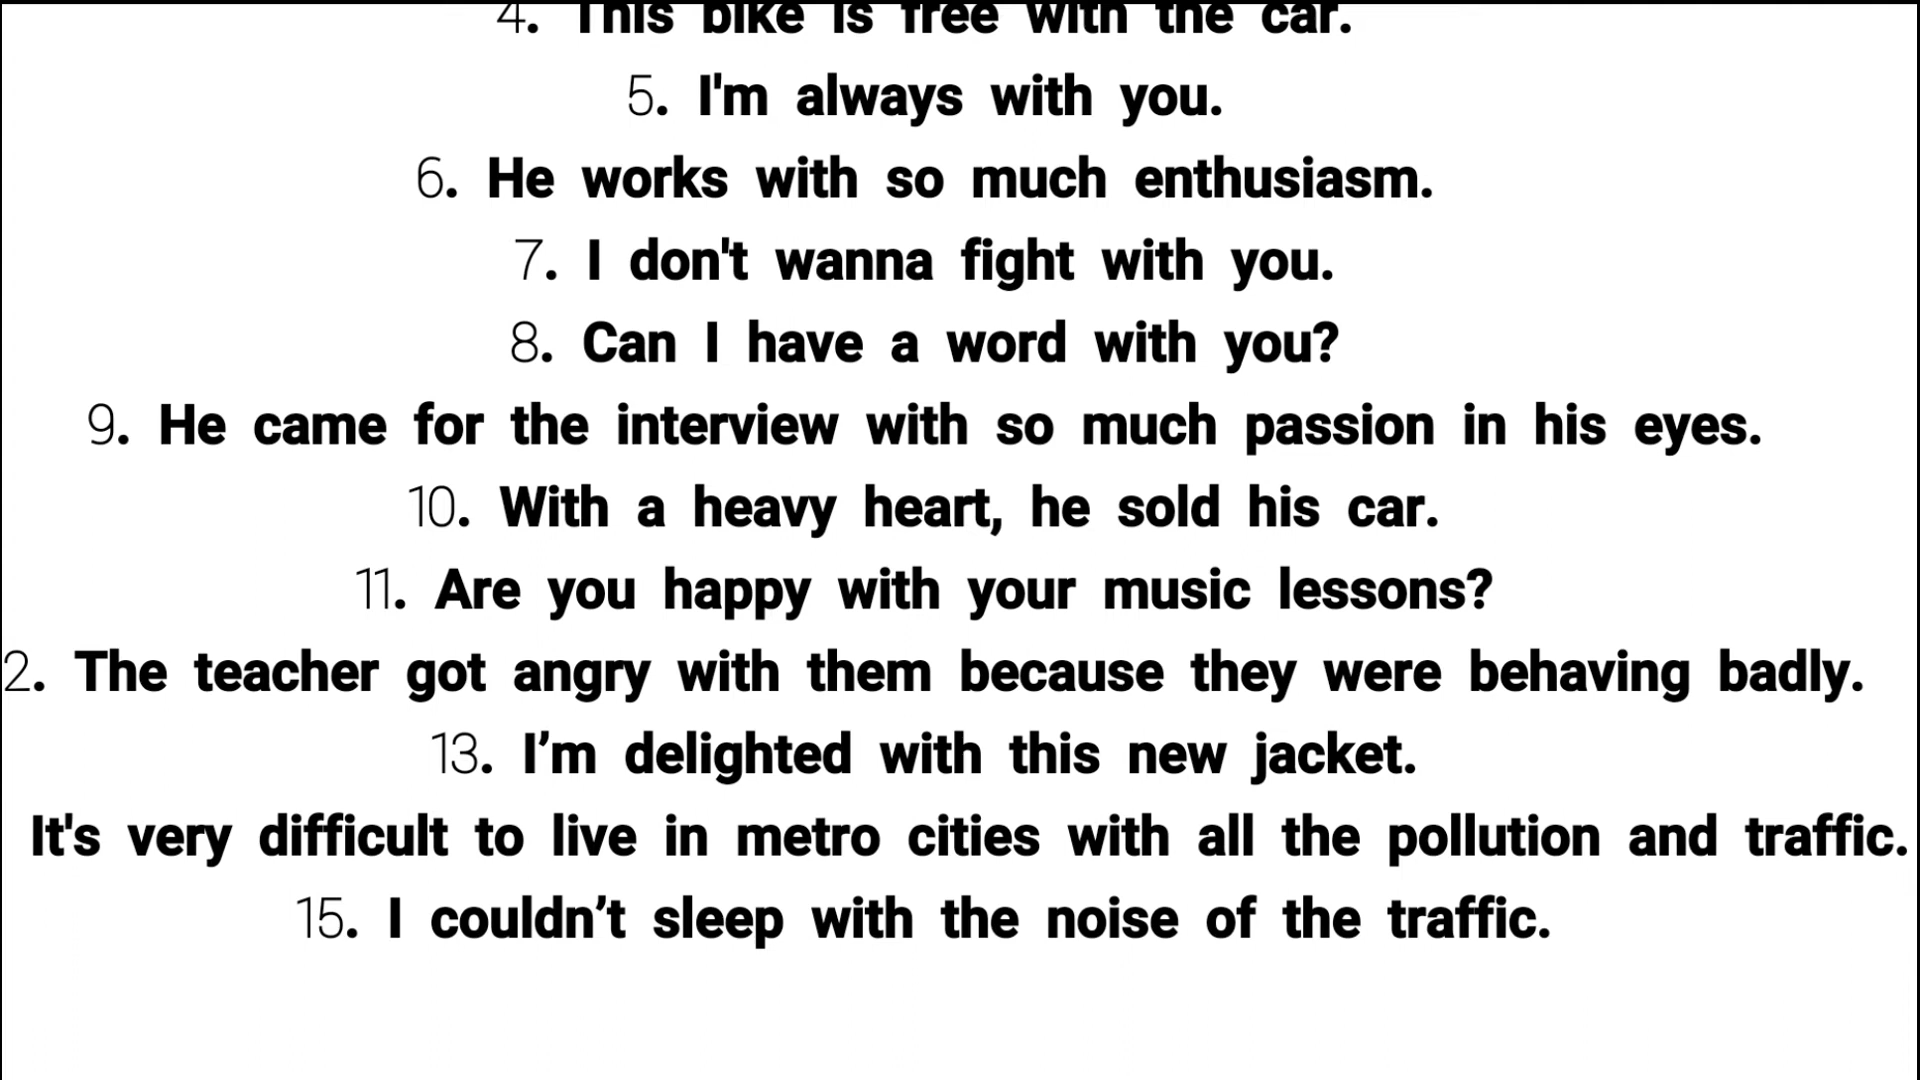 4. This bike is free with the car.
5. I'm always with you.
6. He works with so much enthusiasm.
7. I don't wanna fight with you.
8. Can I have a word with you?
9. He came for the interview with so much passion in his eyes.
10. With a heavy heart, he sold his car.
11. Are you happy with your music lessons?
2. The teacher got angry with them because they were behaving badly.
13. I’m delighted with this new jacket.
It's very difficult to live in metro cities with all the pollution and traffic.
15. I couldn’t sleep with the noise of the traffic.